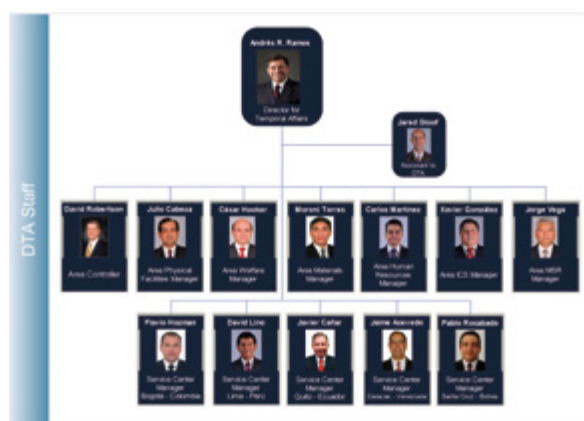 DTA Staff
Andrés R. Ramos
Director for
Temporal Affairs
Jared Stoof
Assistant to
DTA
David Robertson
Area Controller
Julio Cabeza
Area Physical
Facilities Manager
César Hooker
Area Welfare
Manager
Moroni Torres
Area Materials
Manager
Carlos Martinez
Area Human
Resources
Manager
Xavier González
Area ICS Manager
Jorge Vega
Area MSR Manager
Service Center
Manager
Bogotá - Colombia
David Lino
Service Center
Manager
Lima - Perú
Javier Cañar
Service Center
Manager
Quito - Ecuador
Jaime Acevedo
Service Center
Manager
Caracas - Venezuela
Pablo
Service Center
Manager
Santa Cruz - Bolivia